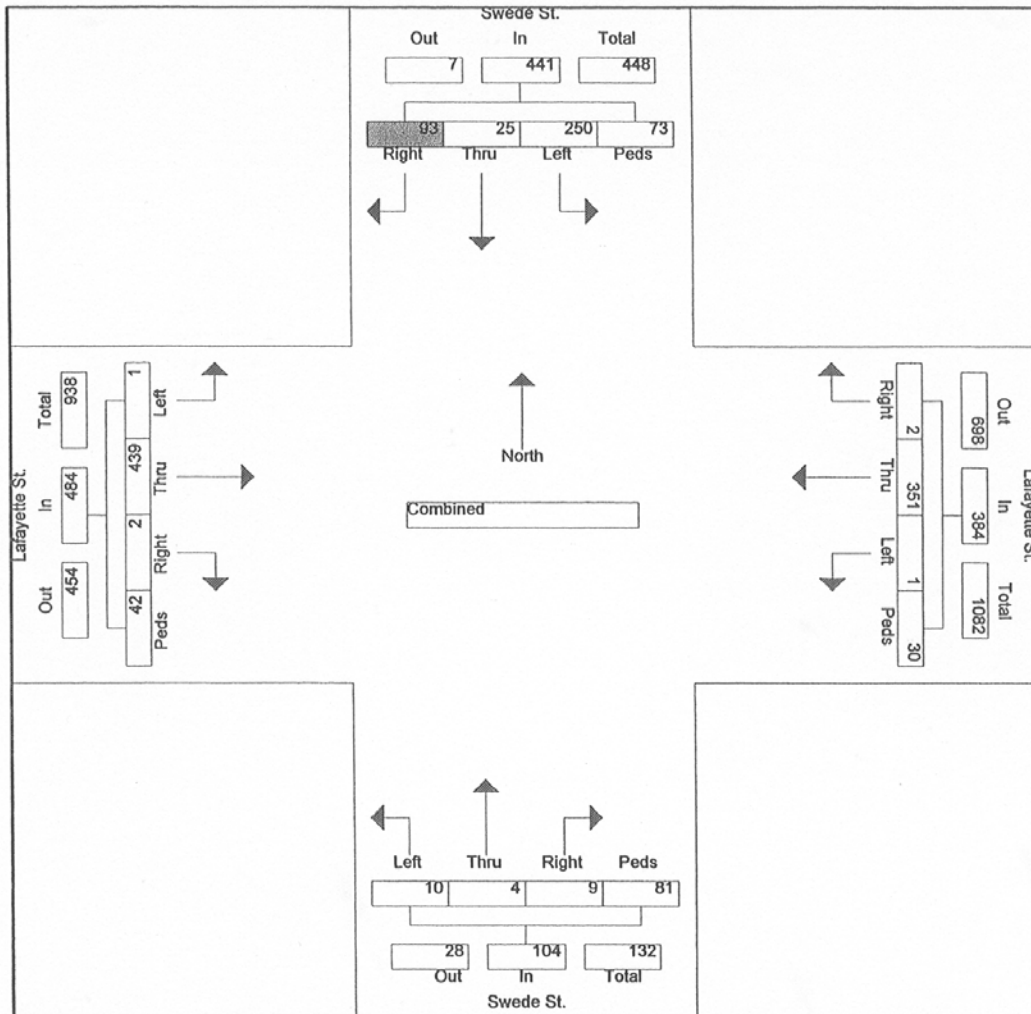 Swede St.
Out In Total
7 441 448
93 25 250 73
Right Thru Left Peds
Lafayette St.
Total 938
In 484
Out 454
Left 1
Thru 439
Right 2
Peds 42
North
Combined
Right 2
Thru 351
Left 1
Peds 30
Out 698
In 384
Total 1082
Lafayette St.
Left Thru Right Peds
10 4 9 81
28 104 132
Out In Total
Swede St.